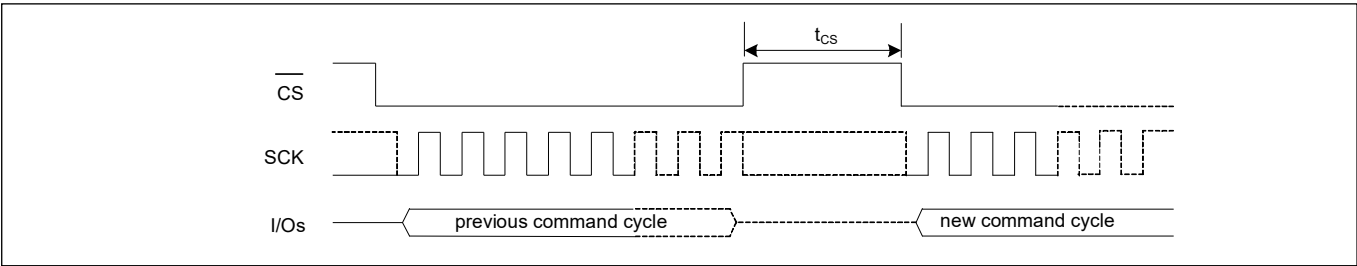 tCS
CS
SCK
I/Os
previous command cycle
new command cycle